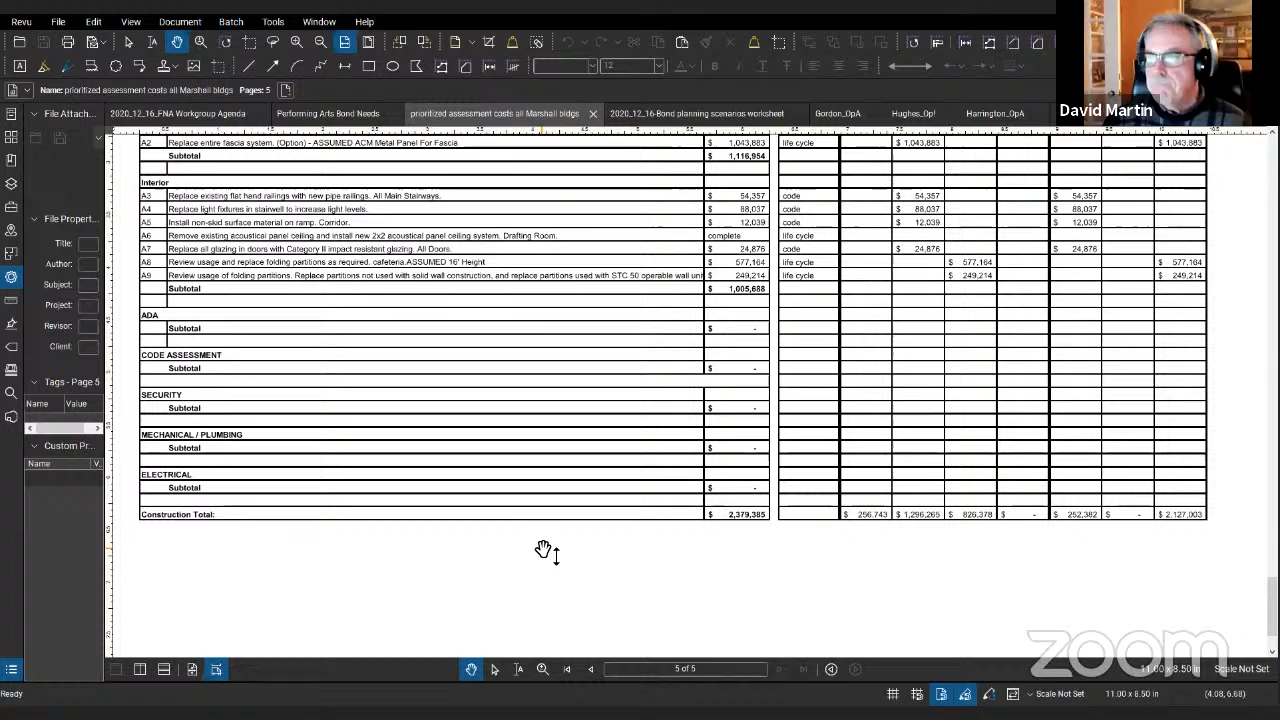 Revu File Edit View Document Batch Tools Window Help
12
Name: prioritized assessment costs all Marshall bldgs Pages: 5
David Martin
File Attach...
2020_12_16_FNA Workgroup Agenda
Performing Arts Bond Needs
prioritized assessment costs all Marshall bldgs
2020_12_16-Bond planning scenarios worksheet
Gordon_OpA
Hughes_Op!
Harrington_OpA
A2 Replace entire fascia system. (Option) - ASSUMED ACM Metal Panel For Fascia $ 1,043,883 life cycle $ 1,043,883 $ 1,043,883
Subtotal $ 1,116,954
Interior
A3 Replace existing flat hand railings with new pipe railings. All Main Stairways. $ 54,357 code $ 54,357 $ 54,357
A4 Replace light fixtures in stairwell to increase light levels. $ 88,037 code $ 88,037 $ 88,037
A5 Install non-skid surface material on ramp. Corridor. $ 12,039 code $ 12,039 $ 12,039
A6 Remove existing acoustical panel ceiling and install new 2x2 acoustical panel ceiling system. Drafting Room. complete life cycle
A7 Replace all glazing in doors with Category II impact resistant glazing. All Doors. $ 24,876 code $ 24,876 $ 24,876
A8 Review usage and replace folding partitions as required. cafeteria.ASSUMED 16' Height $ 577,164 life cycle $ 577,164 $ 577,164
A9 Review usage of folding partitions. Replace partitions not used with solid wall construction, and replace partitions used with STC 50 operable wall uni $ 249,214 life cycle $ 249,214 $ 249,214
Subtotal $ 1,005,688
ADA
Subtotal $ -
CODE ASSESSMENT
Subtotal $ -
SECURITY
Subtotal $ -
MECHANICAL / PLUMBING
Subtotal $ -
ELECTRICAL
Subtotal $ -
Construction Total: $ 2,379,385 $ 256,743 $ 1,296,265 $ 826,378 $ - $ 252,382 $ - $ 2,127,003
File Propert...
Title:
Author:
Subject:
Project:
Revisor:
Client:
Tags - Page 5
Name Value
Custom Pr...
Name V...
zoom
5 of 5
11.00 x 8.50 in Scale Not Set
Ready
Scale Not Set 11.00 x 8.50 in (4.08, 6.68)